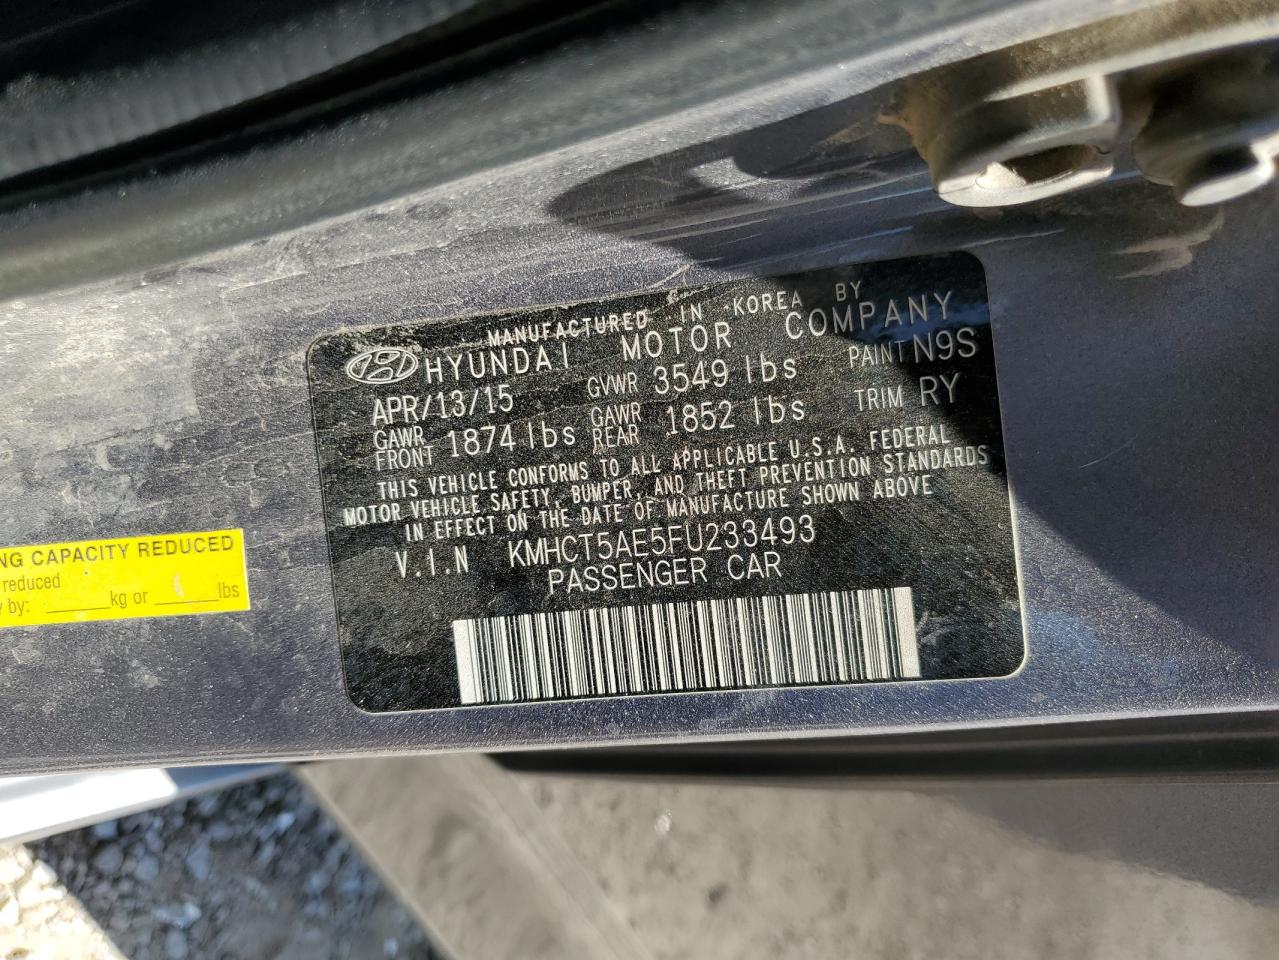 MANUFACTURED IN KOREA BY
HYUNDAI MOTOR COMPANY
APR/13/15 GVWR 3549 lbs PAINT N9S
GAWR FRONT 1874 lbs GAWR REAR 1852 lbs TRIM RY
THIS VEHICLE CONFORMS TO ALL APPLICABLE U.S.A. FEDERAL
MOTOR VEHICLE SAFETY, BUMPER, AND THEFT PREVENTION STANDARDS
IN EFFECT ON THE DATE OF MANUFACTURE SHOWN ABOVE
V.I.N KMHCT5AE5FU233493
PASSENGER CAR
NG CAPACITY REDUCED
reduced
y by: ______kg or ______lbs